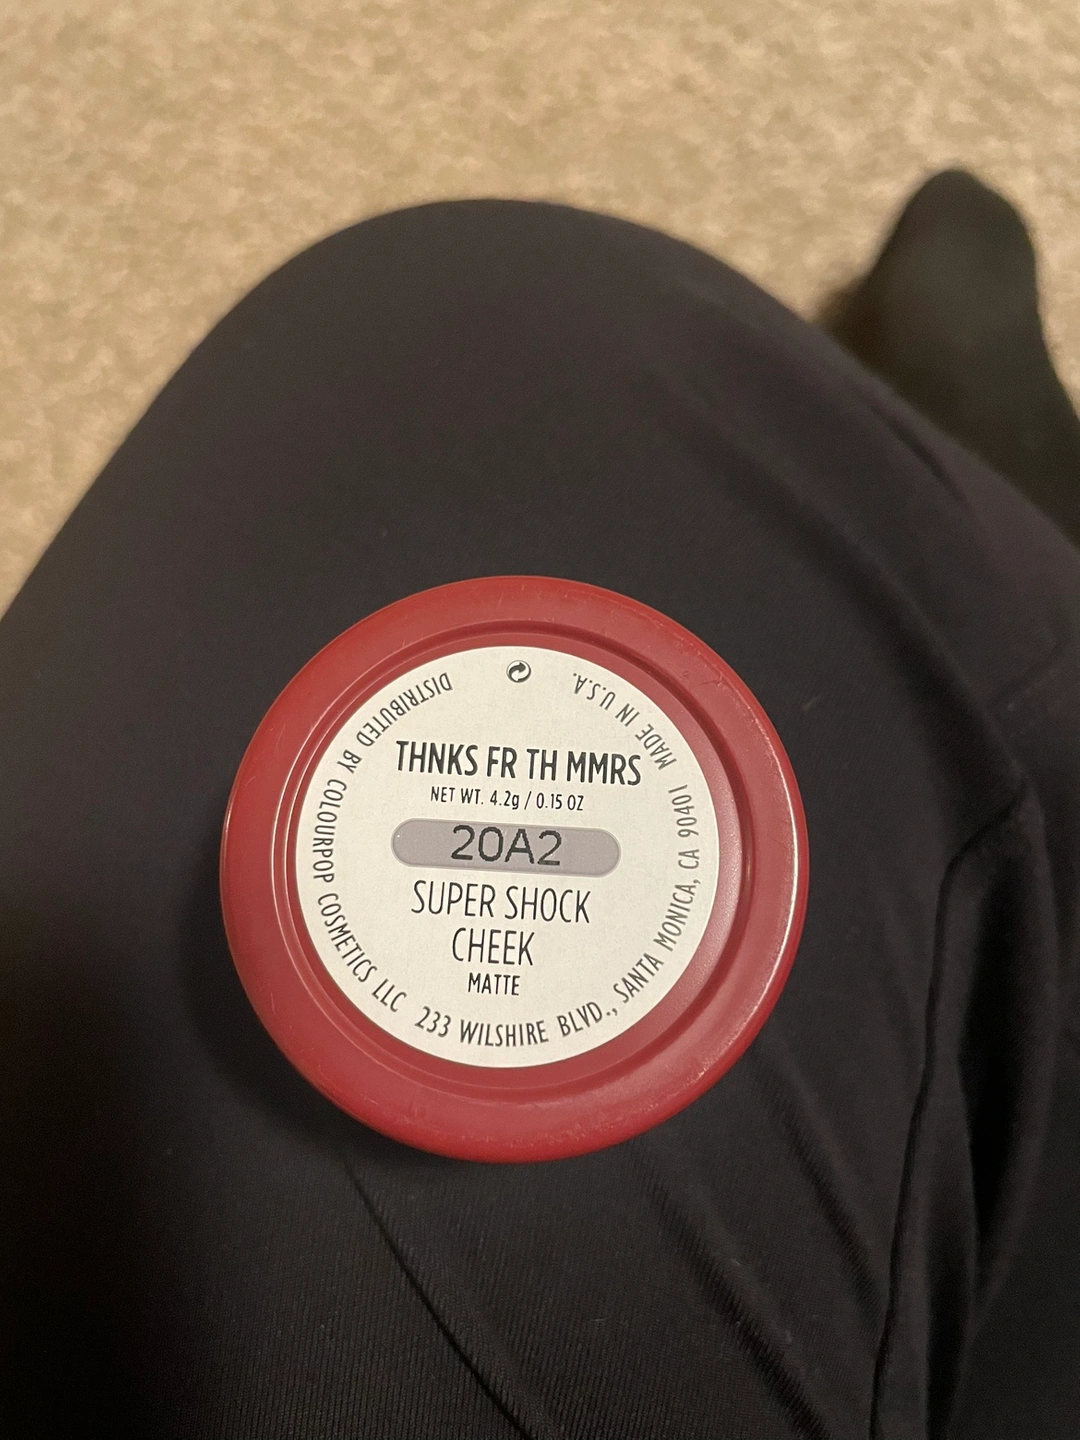 THNKS FR TH MMRS
NET WT. 4.2g / 0.15 OZ
20A2
SUPER SHOCK
CHEEK
MATTE
DISTRIBUTED BY COLOURPOP COSMETICS LLC 233 WILSHIRE BLVD., SANTA MONICA, CA 90401 MADE IN U.S.A.